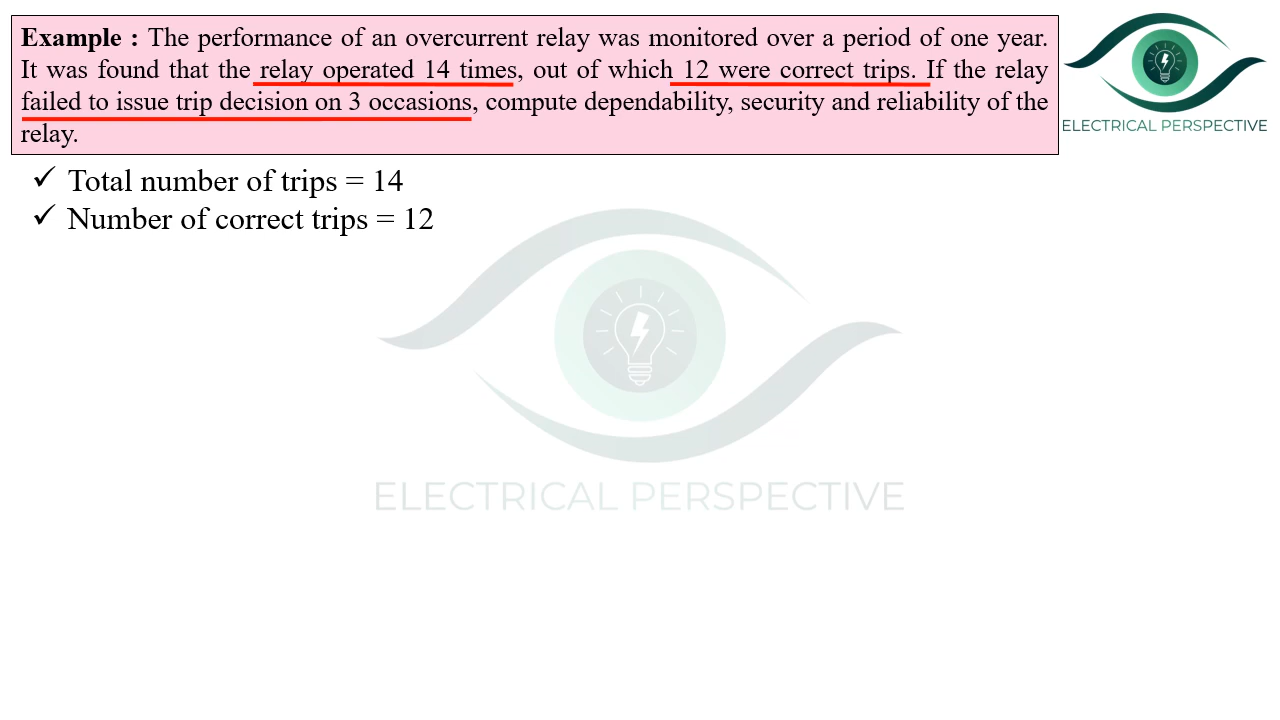 Example : The performance of an overcurrent relay was monitored over a period of one year.
It was found that the relay operated 14 times, out of which 12 were correct trips. If the relay
failed to issue trip decision on 3 occasions, compute dependability, security and reliability of the
relay.
ELECTRICAL PERSPECTIVE
✓ Total number of trips = 14
✓ Number of correct trips = 12
ELECTRICAL PERSPECTIVE